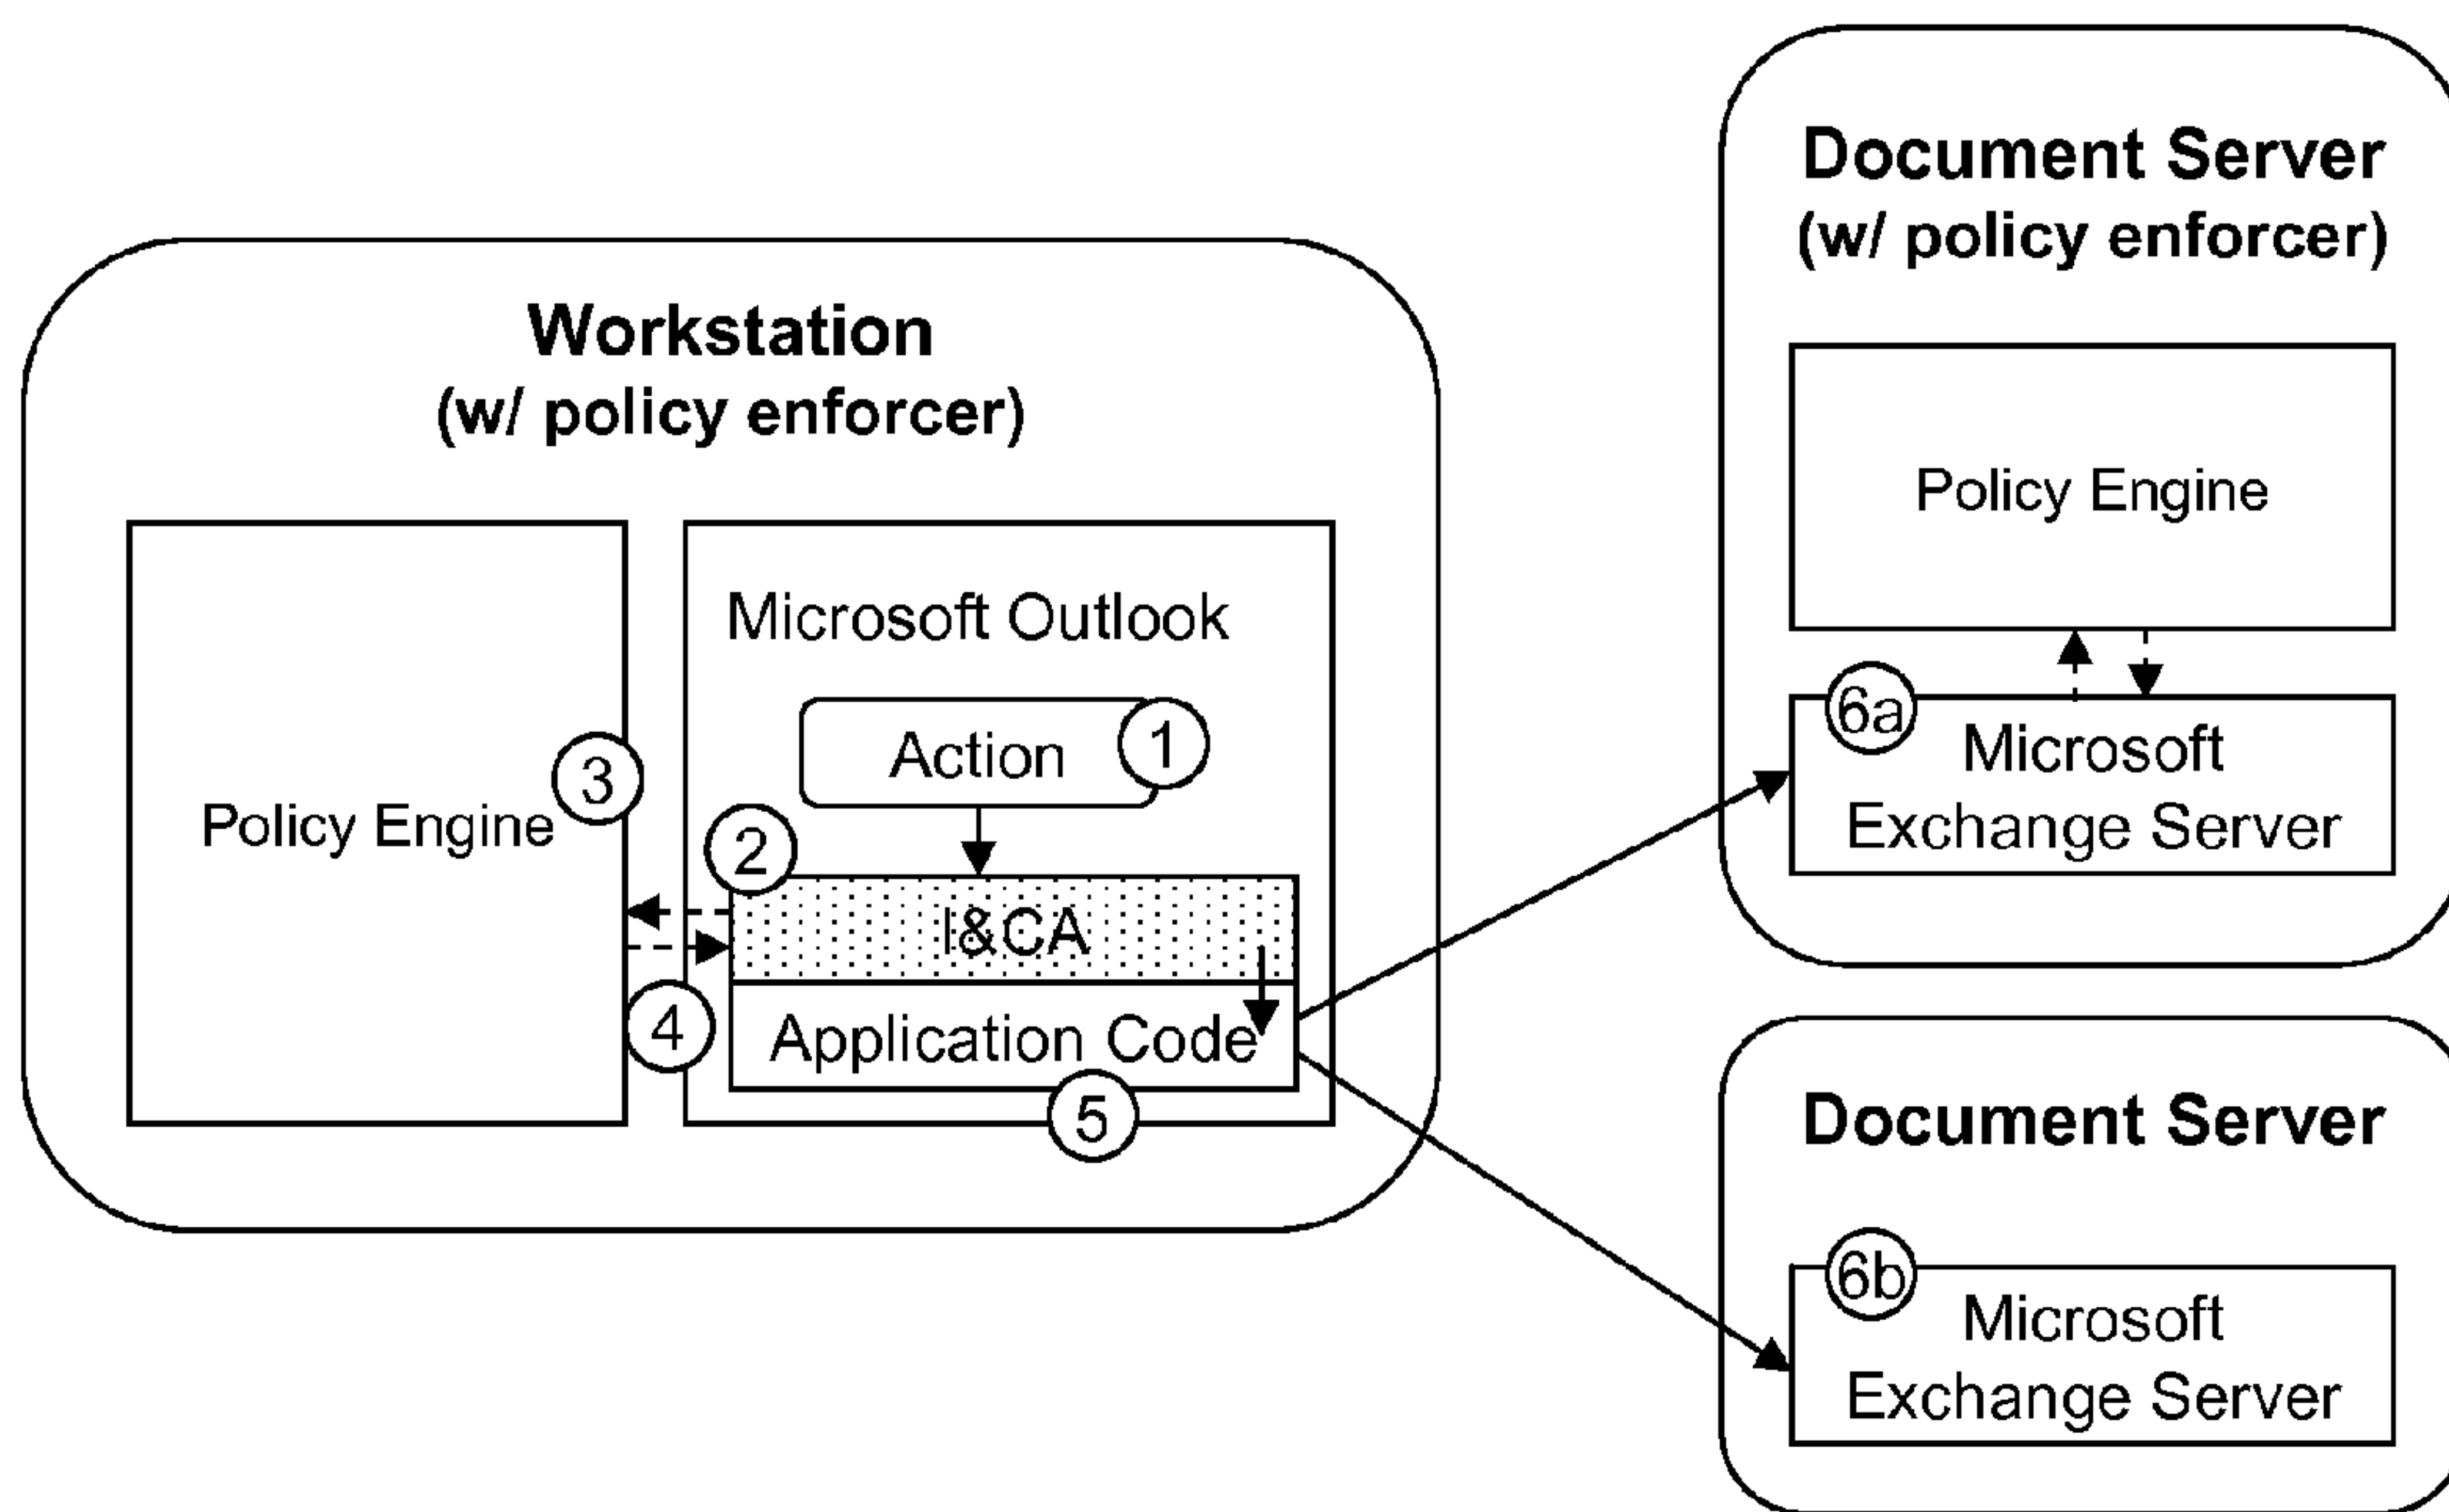 Workstation
(w/ policy enforcer)
Policy Engine
3
Microsoft Outlook
Action
1
2
I&CA
4
Application Code
5
Document Server
(w/ policy enforcer)
Policy Engine
6a
Microsoft
Exchange Server
Document Server
6b
Microsoft
Exchange Server